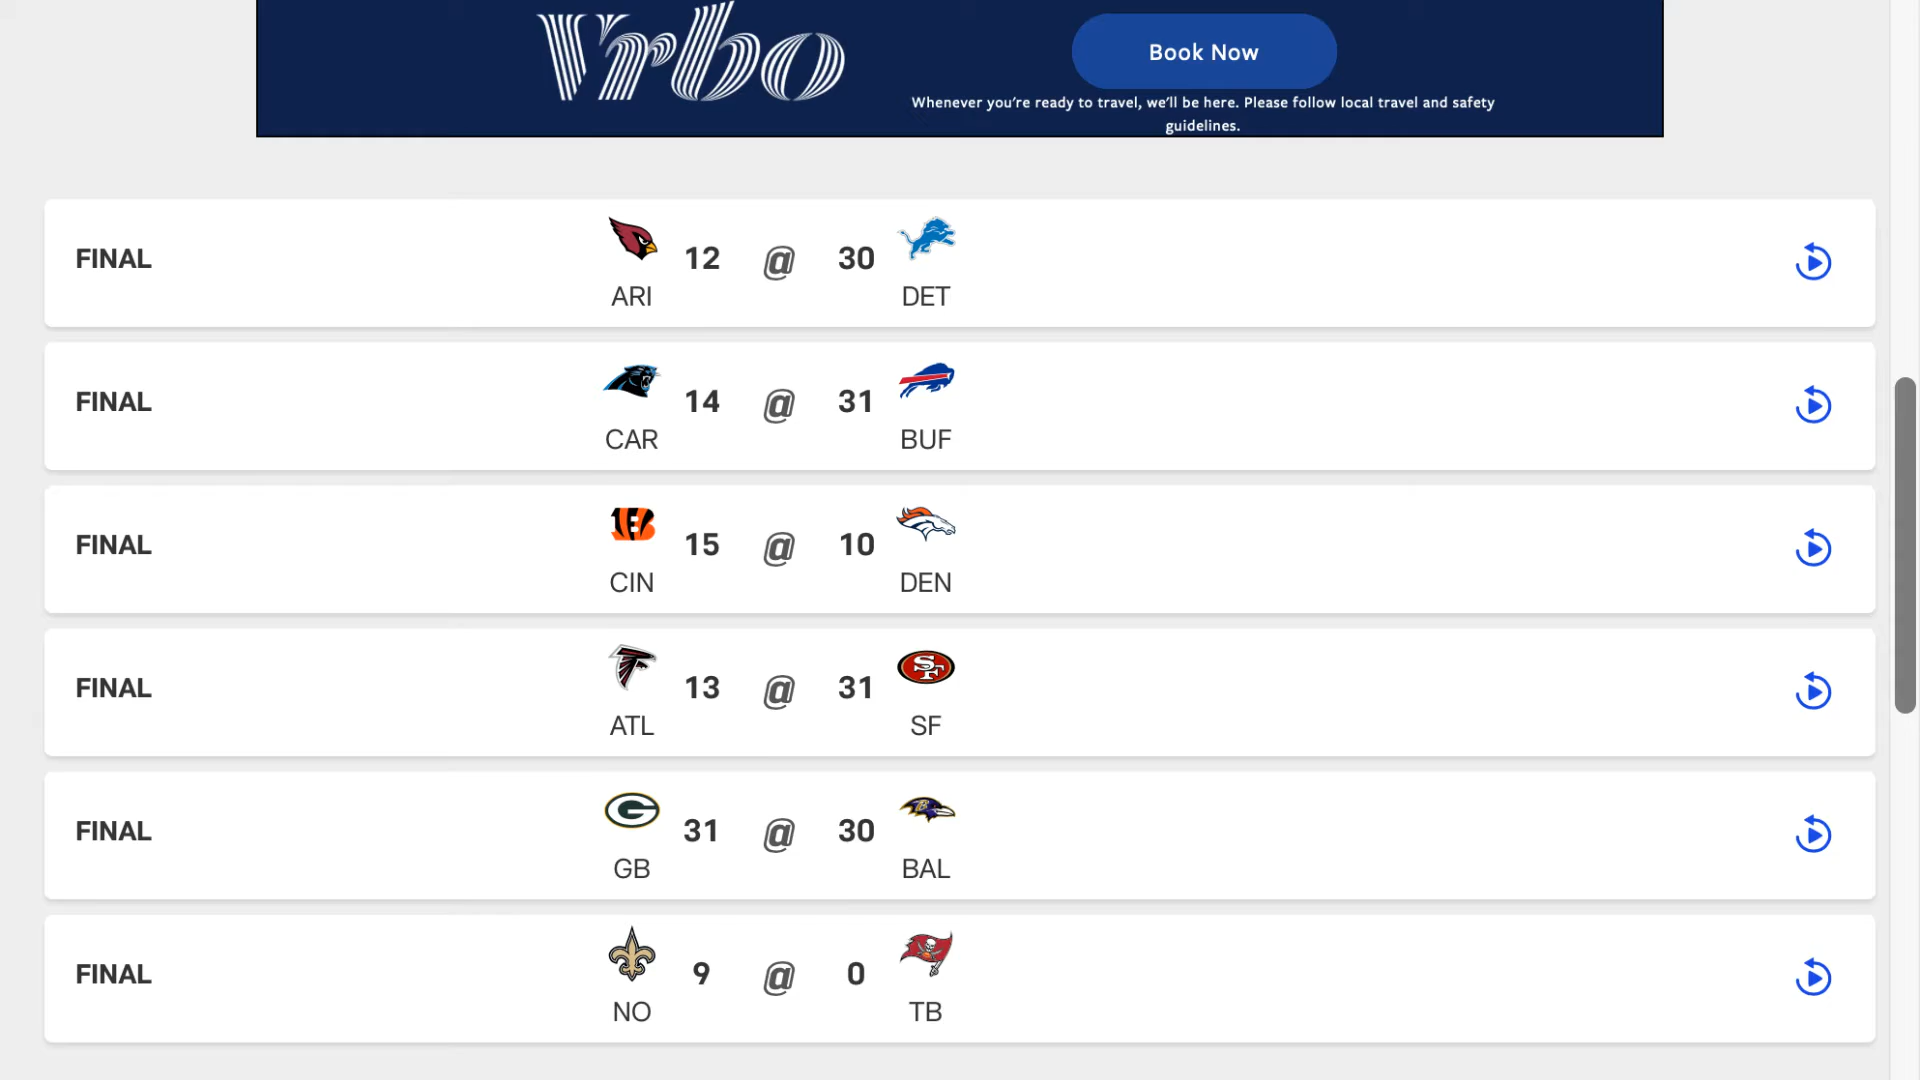 Vrbo
Book Now
Whenever you're ready to travel, we'll be here. Please follow local travel and safety
guidelines.
FINAL 12 @ 30
ARI DET
FINAL 14 @ 31
CAR BUF
FINAL 15 @ 10
CIN DEN
FINAL 13 @ 31 SF
ATL SF
FINAL G 31 @ 30 B
GB BAL
FINAL 9 @ 0
NO TB